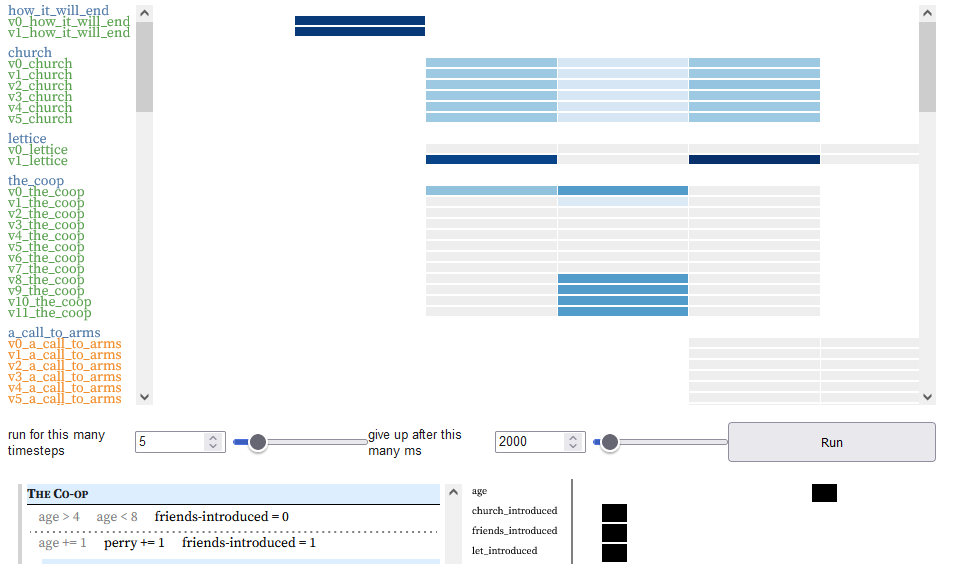 how_it_will_end
v0_how_it_will_end
v1_how_it_will_end
church
v0_church
v1_church
v2_church
v3_church
v4_church
v5_church
lettice
v0_lettice
v1_lettice
the_coop
v0_the_coop
v1_the_coop
v2_the_coop
v3_the_coop
v4_the_coop
v5_the_coop
v6_the_coop
v7_the_coop
v8_the_coop
v9_the_coop
v10_the_coop
v11_the_coop
a_call_to_arms
v0_a_call_to_arms
v1_a_call_to_arms
v2_a_call_to_arms
v3_a_call_to_arms
v4_a_call_to_arms
v5_a_call_to_arms
run for this many
timesteps
5
give up after this
many ms
2000
Run
THE CO-OP
age > 4 age < 8 friends-introduced = 0
age += 1 perry += 1 friends-introduced = 1
age
church_introduced
friends_introduced
let_introduced